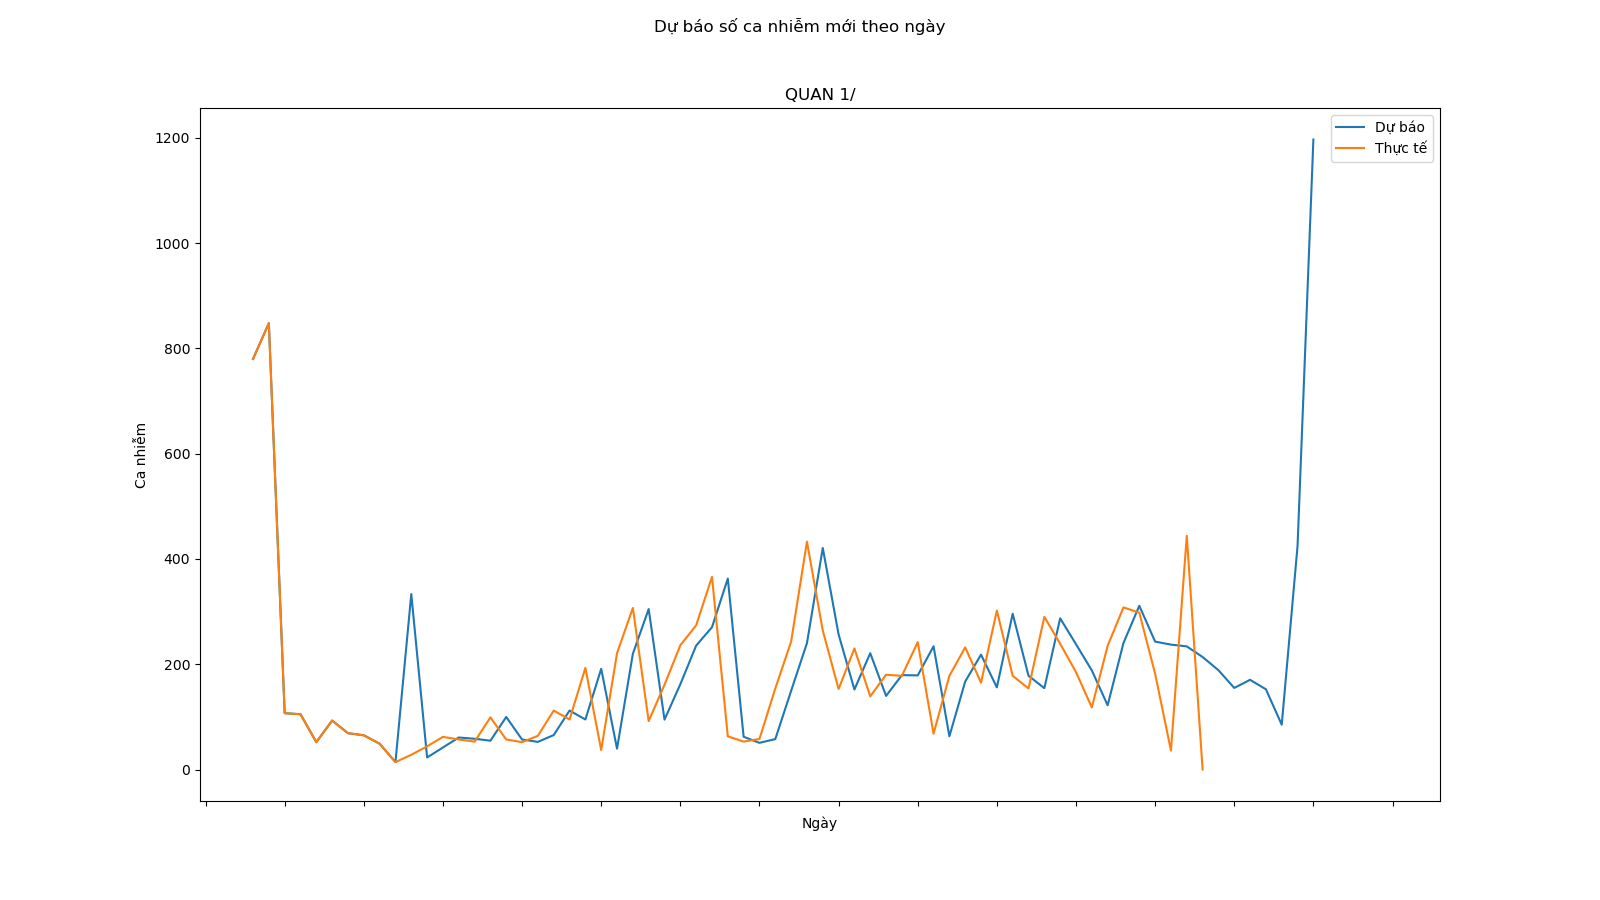 Dự báo số ca nhiễm mới theo ngày
QUAN 1/
Dự báo
Thực tế
1200
1000
800
600
400
200
0
Ca nhiễm
Ngày